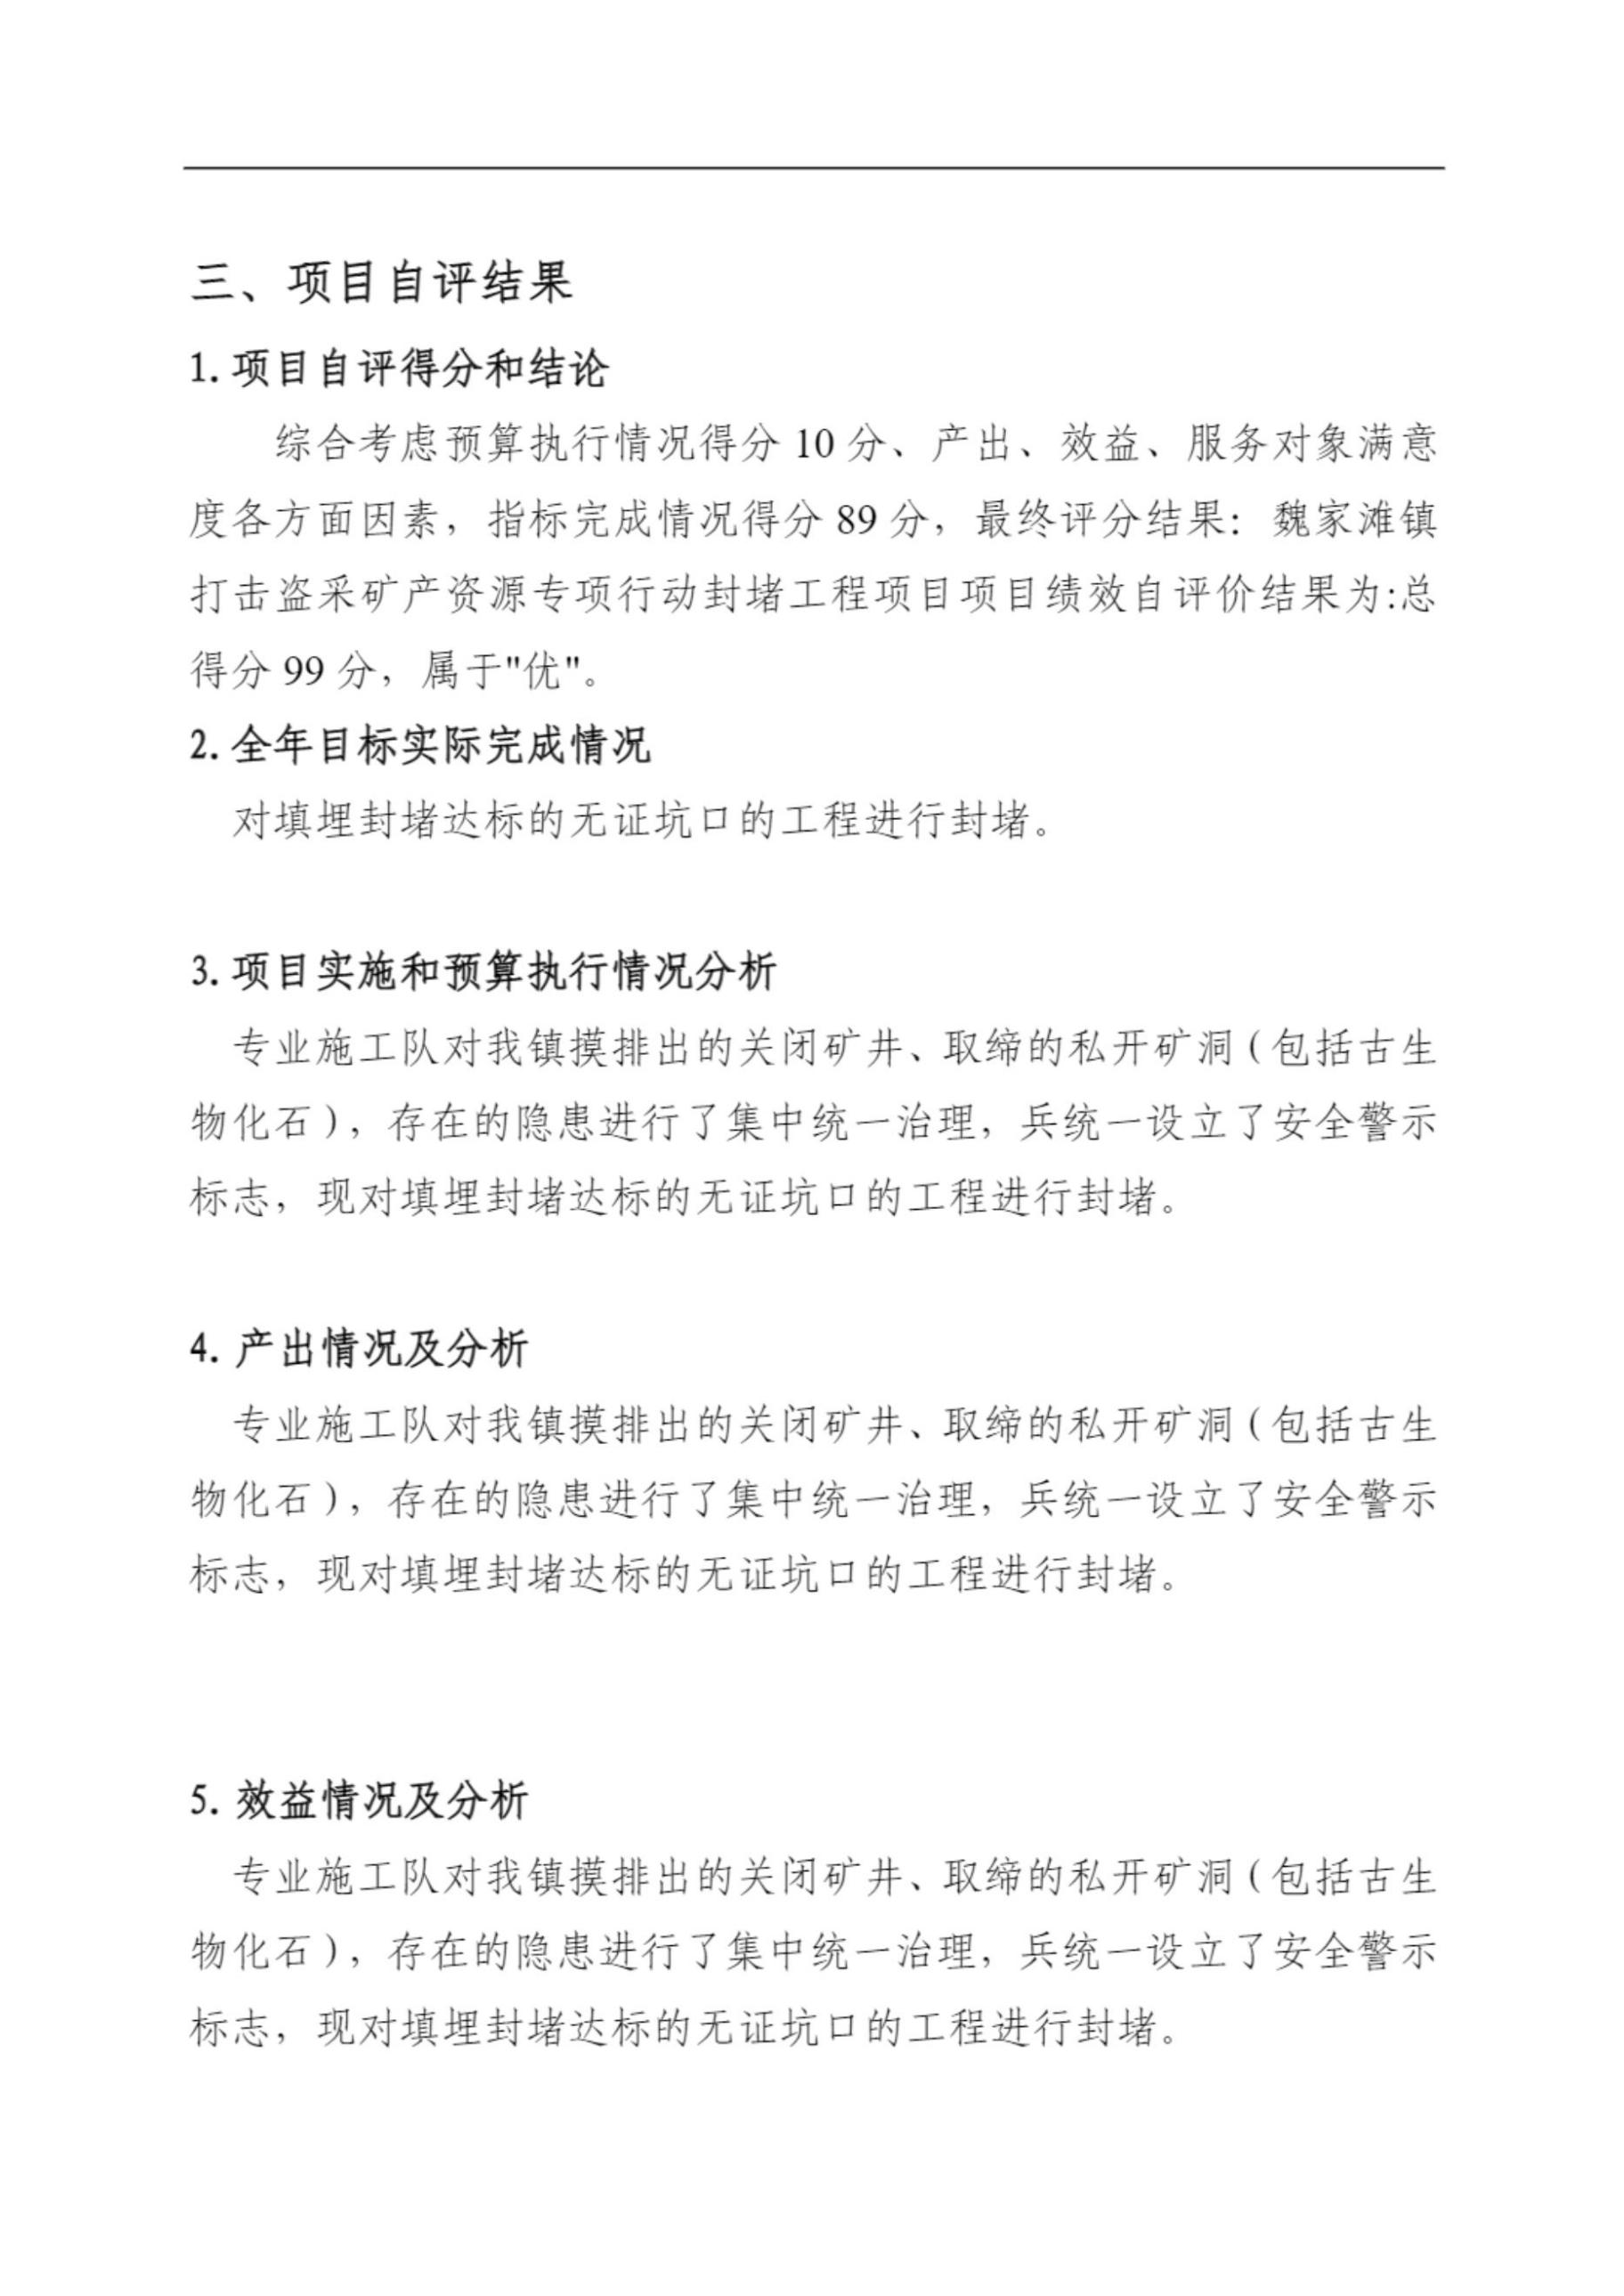 三、项目自评结果
1. 项目自评得分和结论
综合考虑预算执行情况得分 10 分、产出、效益、服务对象满意
度各方面因素，指标完成情况得分 89 分，最终评分结果：魏家滩镇
打击盗采矿产资源专项行动封堵工程项目项目绩效自评价结果为:总
得分 99 分，属于"优"。
2. 全年目标实际完成情况
对填埋封堵达标的无证坑口的工程进行封堵。
3. 项目实施和预算执行情况分析
专业施工队对我镇摸排出的关闭矿井、取缔的私开矿洞（包括古生
物化石），存在的隐患进行了集中统一治理，兵统一设立了安全警示
标志，现对填埋封堵达标的无证坑口的工程进行封堵。
4. 产出情况及分析
专业施工队对我镇摸排出的关闭矿井、取缔的私开矿洞（包括古生
物化石），存在的隐患进行了集中统一治理，兵统一设立了安全警示
标志，现对填埋封堵达标的无证坑口的工程进行封堵。
5. 效益情况及分析
专业施工队对我镇摸排出的关闭矿井、取缔的私开矿洞（包括古生
物化石），存在的隐患进行了集中统一治理，兵统一设立了安全警示
标志，现对填埋封堵达标的无证坑口的工程进行封堵。